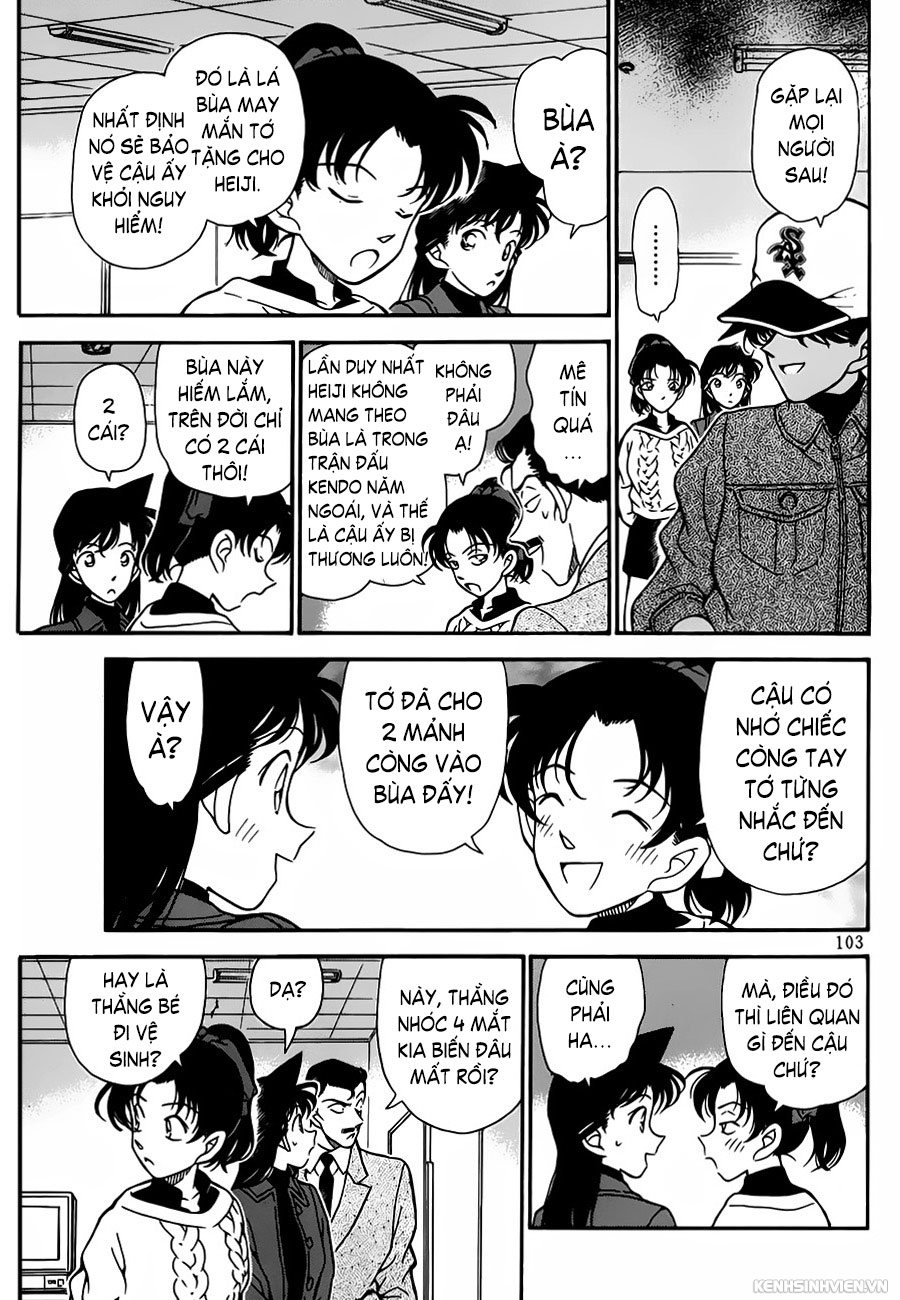 GẶP LẠI
MỌI
NGƯỜI
SAU!
........
BÙA
À?
ĐÓ LÀ LÁ
BÙA MAY
MẮN TỚ
TẶNG CHO
HEIJI.
NHẤT ĐỊNH
NÓ SẼ BẢO
VỆ CẬU ẤY
KHỎI NGUY
HIỂM!
MÊ
TÍN
QUÁ
...
KHÔNG
PHẢI
ĐÂU
Ạ!
LẦN DUY NHẤT
HEIJI KHÔNG
MANG THEO
BÙA LÀ TRONG
TRẬN ĐẤU
KENDO NĂM
NGOÁI, VÀ THẾ
LÀ CẬU ẤY BỊ
THƯƠNG LUÔN!
BÙA NÀY
HIẾM LẮM,
TRÊN ĐỜI CHỈ
CÓ 2 CÁI
THÔI!
2
CÁI?
CẬU CÓ
NHỚ CHIẾC
CÒNG TAY
TỚ TỪNG
NHẮC ĐẾN
CHỨ?
TỚ ĐÃ CHO
2 MẢNH
CÒNG VÀO
BÙA ĐẤY!
VẬY
À?
103
MÀ, ĐIỀU ĐÓ
THÌ LIÊN QUAN
GÌ ĐẾN CẬU
CHỨ?
CŨNG
PHẢI
HA...
NÀY, THẰNG
NHÓC 4 MẮT
KIA BIẾN ĐÂU
MẤT RỒI?
DẠ?
HAY LÀ
THẰNG BÉ
ĐI VỆ
SINH?
KENHSINHVIEN.VN